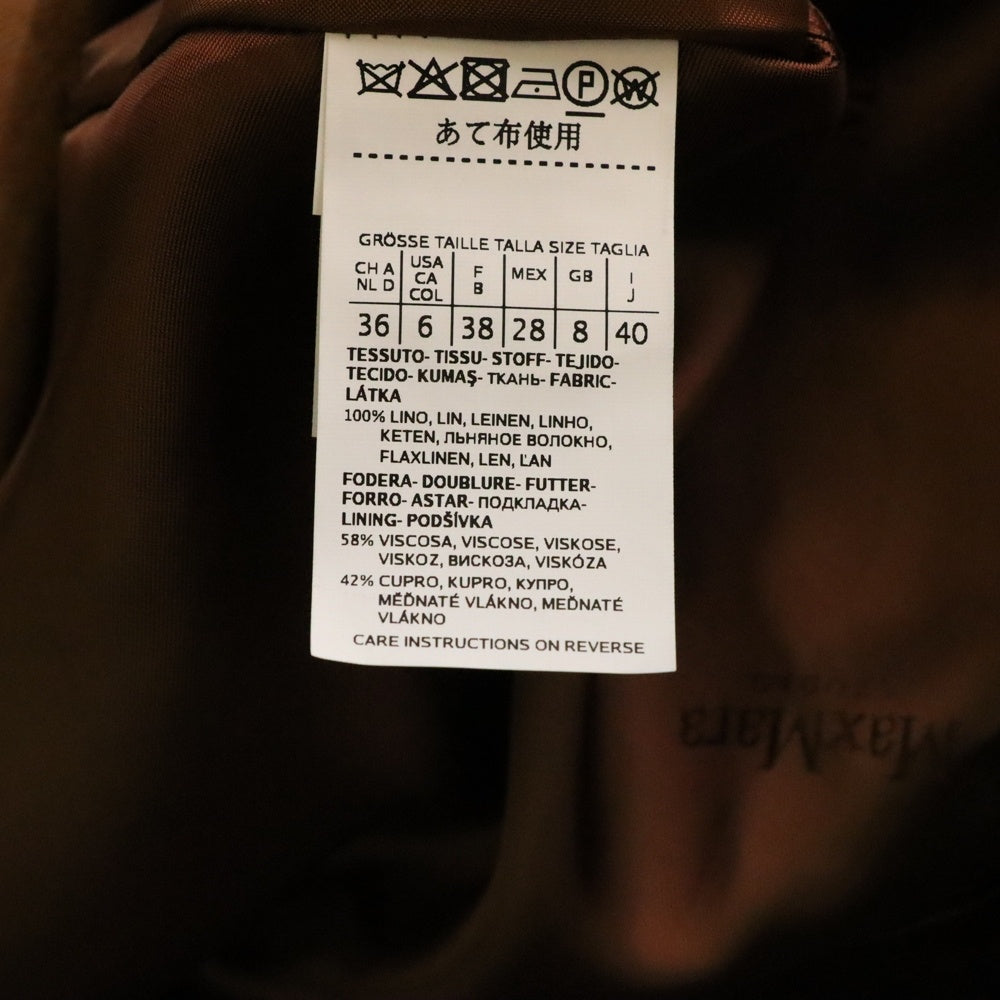 P W
あて布使用
GRÖSSE TAILLE TALLA SIZE TAGLIA
CH A NL D USA CA COL F B MEX GB I J
36 6 38 28 8 40
TESSUTO- TISSU- STOFF- TEJIDO-
TECIDO- KUMAŞ- ТКАНЬ- FABRIC-
LÁTKA
100% LINO, LIN, LEINEN, LINHO,
KETEN, ЛЬНЯНОЕ ВОЛОКНО,
FLAXLINEN, LEN, ĽAN
FODERA- DOUBLURE- FUTTER-
FORRO- ASTAR- ПОДКЛАДКА-
LINING- PODŠÍVKA
58% VISCOSA, VISCOSE, VISKOSE,
VISKOZ, ВИСКОЗА, VISKÓZA
42% CUPRO, KUPRO, КУПРО,
MĚĎNATÉ VLÁKNO, MEĎNATÉ
VLÁKNO
CARE INSTRUCTIONS ON REVERSE
MaxMara